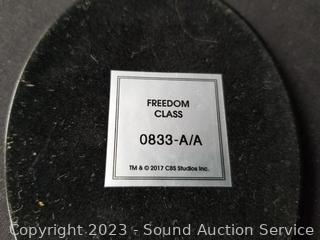 FREEDOM
CLASS
0833-A/A
TM & © 2017 CBS Studios Inc.
Copyright 2023 - Sound Auction Service